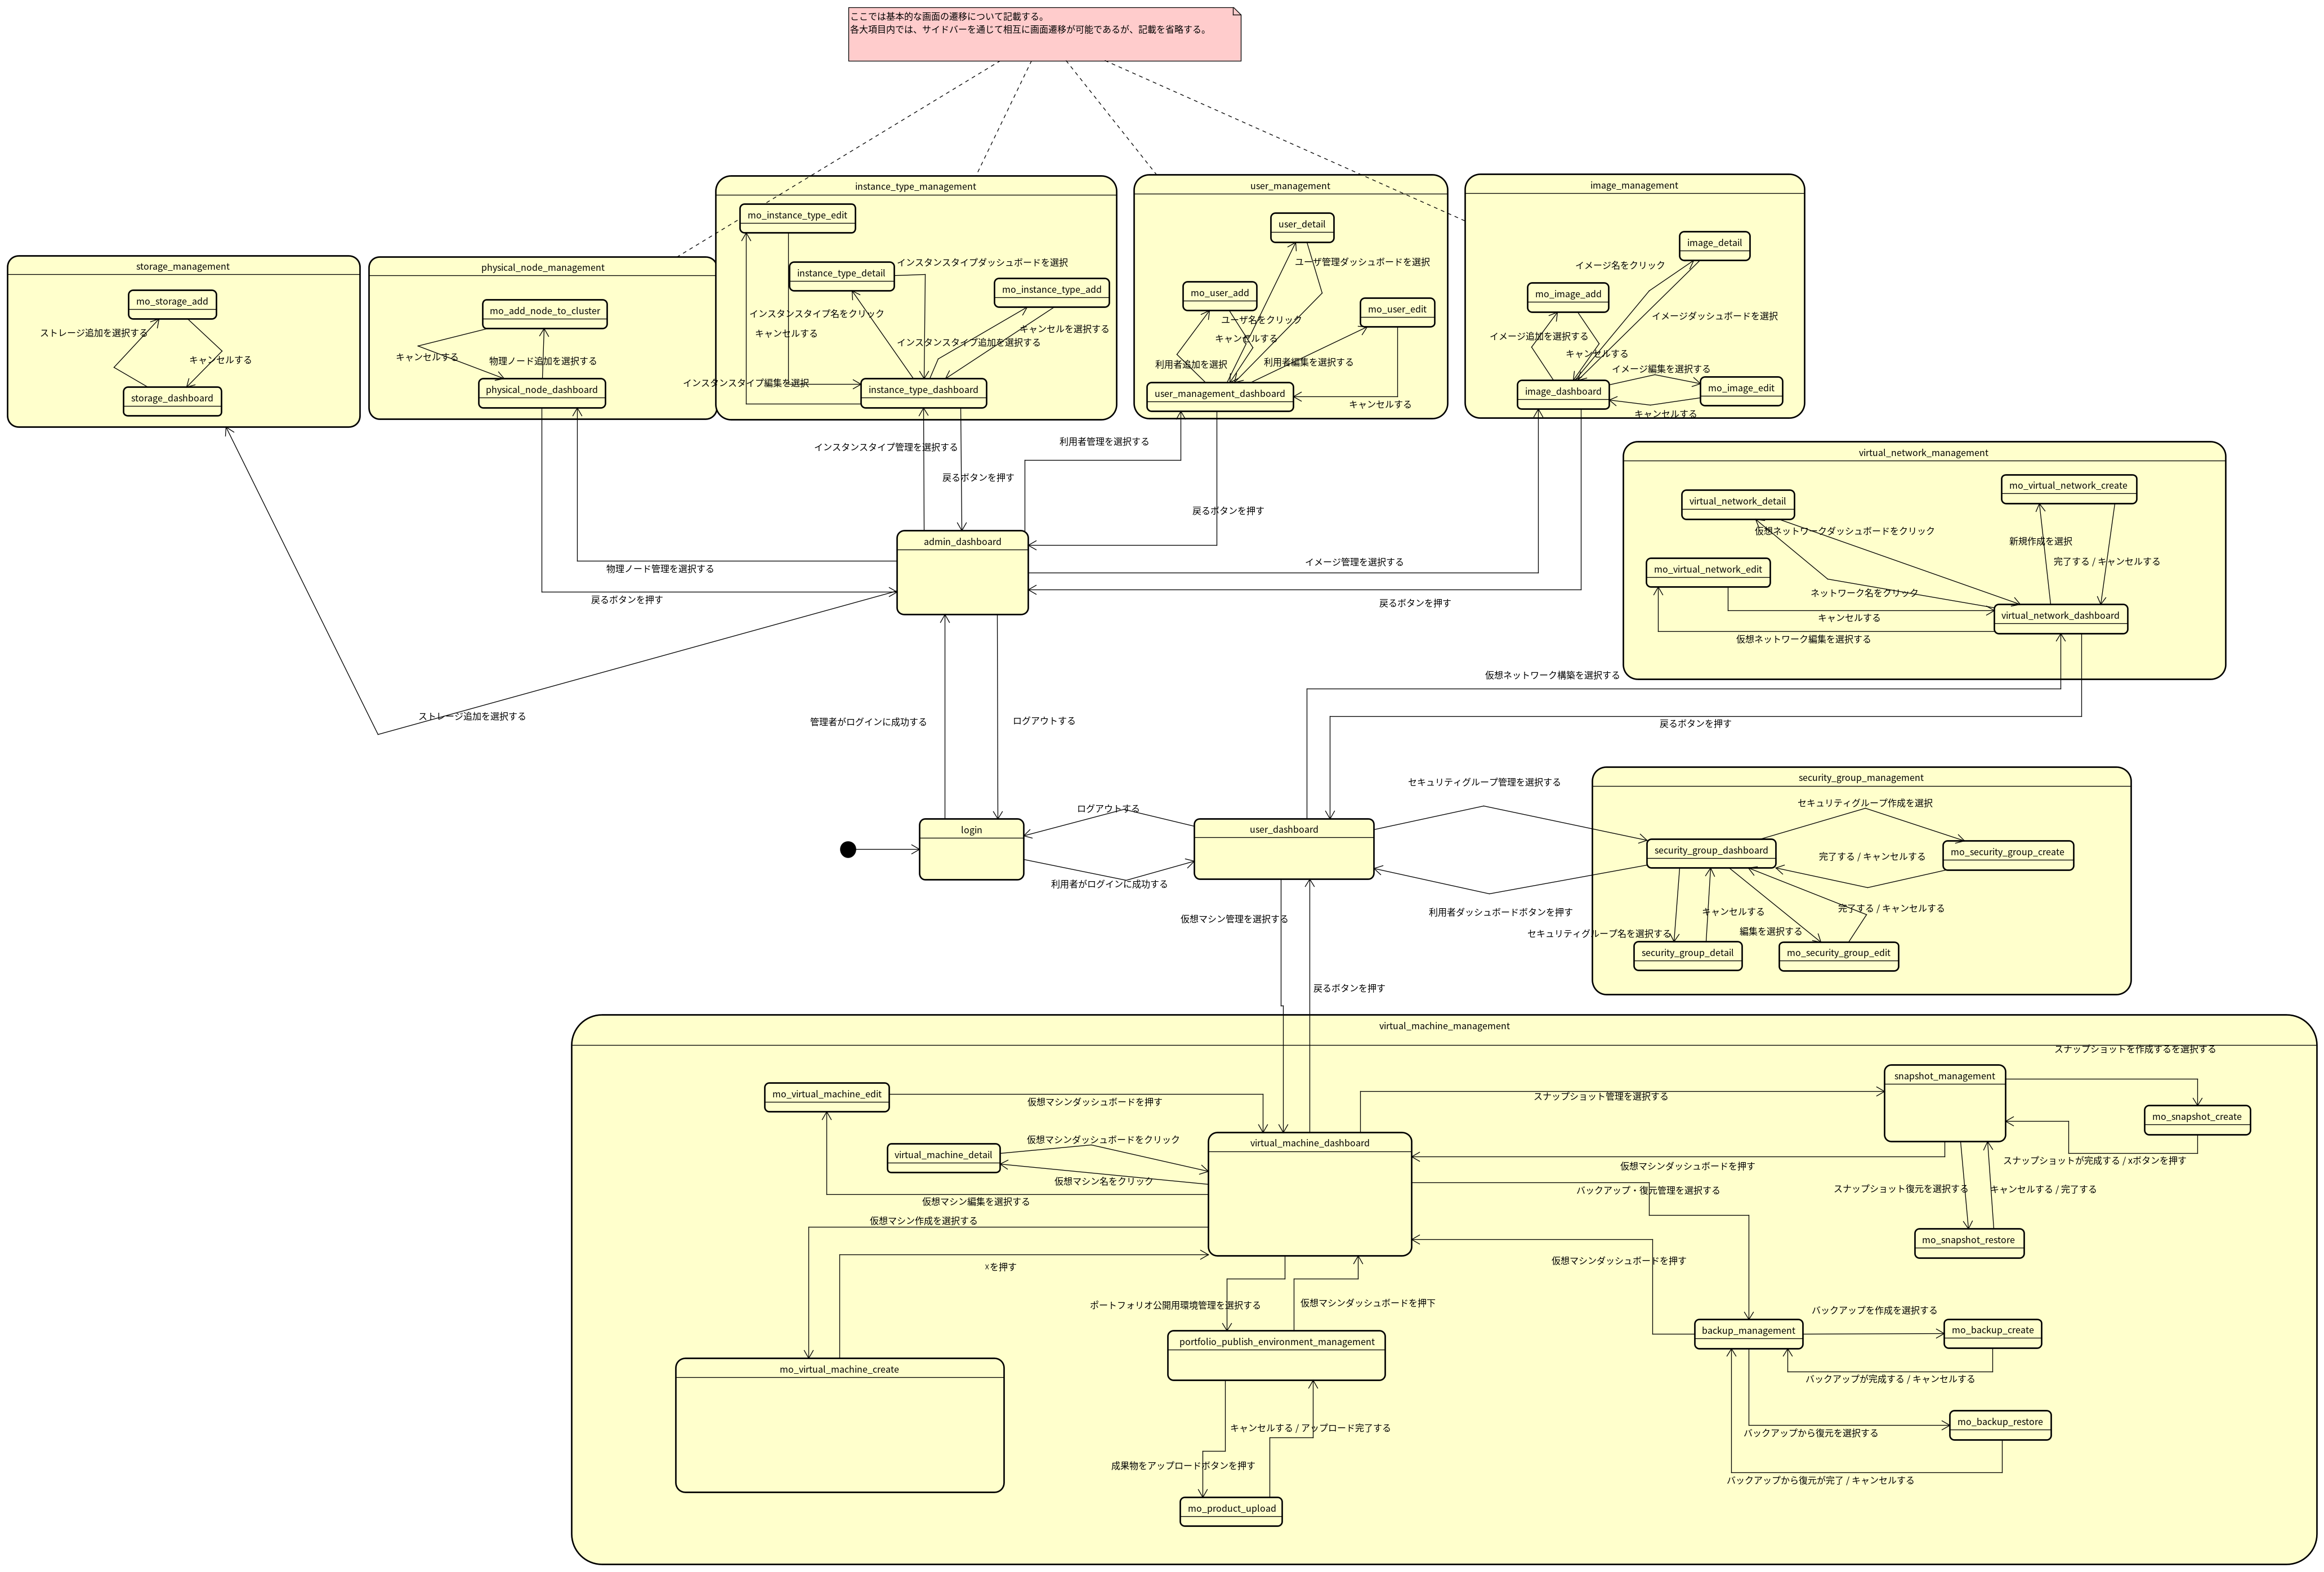 ここでは基本的な画面の遷移について記載する。
各大項目内では、サイドバーを通じて相互に画面遷移が可能であるが、記載を省略する。
storage_management
mo_storage_add
ストレージ追加を選択する
キャンセルする
storage_dashboard
physical_node_management
mo_add_node_to_cluster
キャンセルする
物理ノード追加を選択する
physical_node_dashboard
instance_type_management
mo_instance_type_edit
インスタンスタイプダッシュボードを選択
instance_type_detail
mo_instance_type_add
インスタンスタイプ名をクリック
キャンセルする
キャンセルを選択する
インスタンスタイプ追加を選択する
インスタンスタイプ編集を選択
instance_type_dashboard
user_management
user_detail
ユーザ管理ダッシュボードを選択
mo_user_add
mo_user_edit
ユーザ名をクリック
キャンセルする
利用者追加を選択
利用者編集を選択する
user_management_dashboard
キャンセルする
image_management
image_detail
イメージ名をクリック
mo_image_add
イメージダッシュボードを選択
イメージ追加を選択する
キャンセルする
イメージ編集を選択する
image_dashboard
mo_image_edit
キャンセルする
インスタンスタイプ管理を選択する
戻るボタンを押す
利用者管理を選択する
戻るボタンを押す
admin_dashboard
物理ノード管理を選択する
戻るボタンを押す
イメージ管理を選択する
戻るボタンを押す
virtual_network_management
virtual_network_detail
mo_virtual_network_create
仮想ネットワークダッシュボードをクリック
新規作成を選択
完了する / キャンセルする
mo_virtual_network_edit
ネットワーク名をクリック
キャンセルする
virtual_network_dashboard
仮想ネットワーク編集を選択する
仮想ネットワーク構築を選択する
戻るボタンを押す
ストレージ追加を選択する
管理者がログインに成功する
ログアウトする
login
ログアウトする
利用者がログインに成功する
user_dashboard
セキュリティグループ管理を選択する
利用者ダッシュボードボタンを押す
security_group_management
セキュリティグループ作成を選択
security_group_dashboard
完了する / キャンセルする
mo_security_group_create
キャンセルする
完了する / キャンセルする
セキュリティグループ名を選択する
編集を選択する
security_group_detail
mo_security_group_edit
仮想マシン管理を選択する
戻るボタンを押す
virtual_machine_management
スナップショットを作成するを選択する
mo_virtual_machine_edit
仮想マシンダッシュボードを押す
スナップショット管理を選択する
snapshot_management
mo_snapshot_create
virtual_machine_detail
仮想マシンダッシュボードをクリック
virtual_machine_dashboard
仮想マシンダッシュボードを押す
スナップショットが完成する / xボタンを押す
仮想マシン名をクリック
仮想マシン編集を選択する
バックアップ・復元管理を選択する
スナップショット復元を選択する
キャンセルする / 完了する
仮想マシン作成を選択する
mo_snapshot_restore
xを押す
仮想マシンダッシュボードを押す
ポートフォリオ公開用環境管理を選択する
仮想マシンダッシュボードを押下
バックアップを作成を選択する
portfolio_publish_environment_management
backup_management
mo_backup_create
mo_virtual_machine_create
バックアップが完成する / キャンセルする
キャンセルする / アップロード完了する
mo_backup_restore
バックアップから復元を選択する
成果物をアップロードボタンを押す
バックアップから復元が完了 / キャンセルする
mo_product_upload